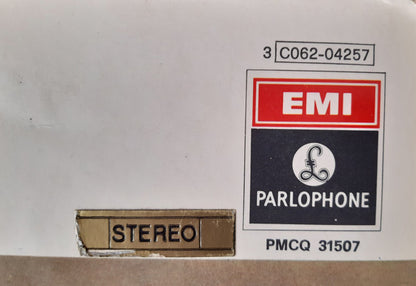 3 C062-04257
EMI
£
PARLOPHONE
STEREO
PMCQ 31507